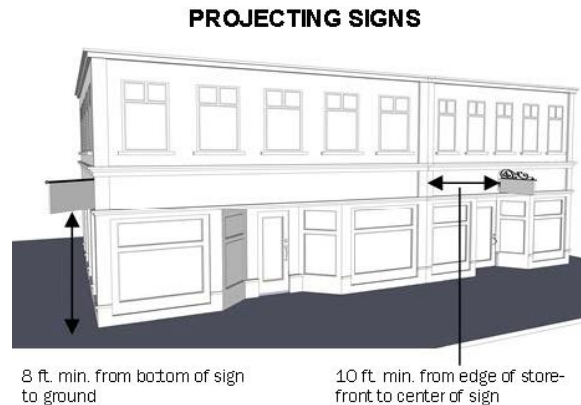 PROJECTING SIGNS
8 ft. min. from bottom of sign
to ground
10 ft. min. from edge of store-
front to center of sign